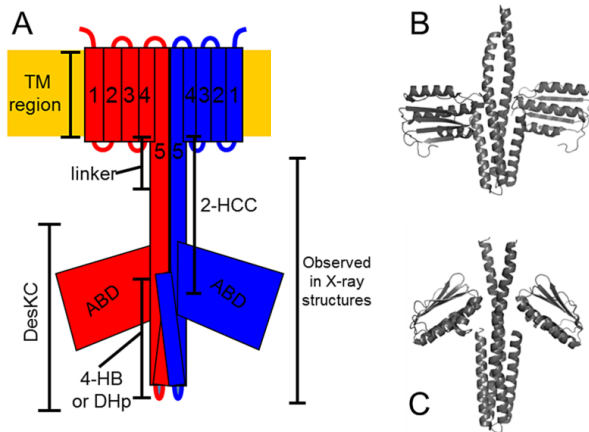 A
B
TM
region
1 2 3 4
4 3 2 1
5 5
linker
2-HCC
DesKC
ABD
ABD
Observed
in X-ray
structures
4-HB
or DHp
C